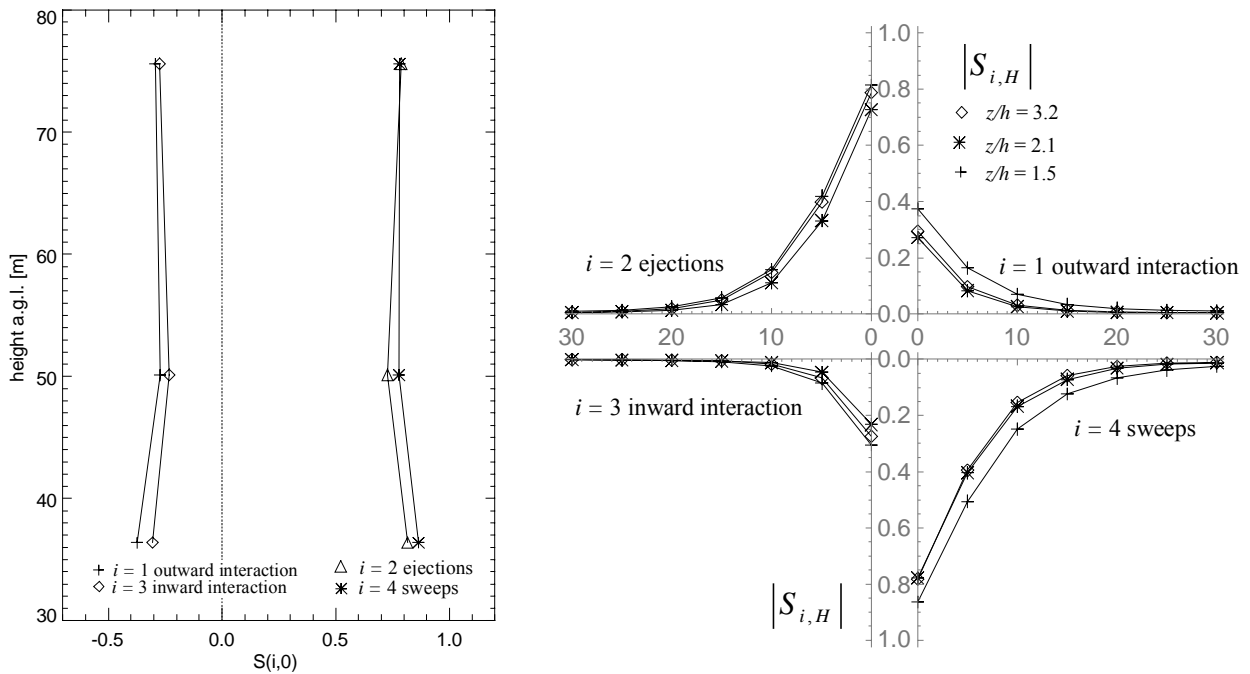 80
70
60
50
40
30
height a.g.l. [m]
-0.5
0.0
0.5
1.0
S(i,0)
i = 1 outward interaction
i = 3 inward interaction
i = 2 ejections
i = 4 sweeps
1.0
0.8
0.6
0.4
0.2
0.0
|S i,H|
z/h = 3.2
z/h = 2.1
z/h = 1.5
i = 2 ejections
i = 1 outward interaction
30 20 10 0
0 10 20 30
0.0
0.2
0.4
0.6
0.8
1.0
i = 3 inward interaction
i = 4 sweeps
|S i,H|